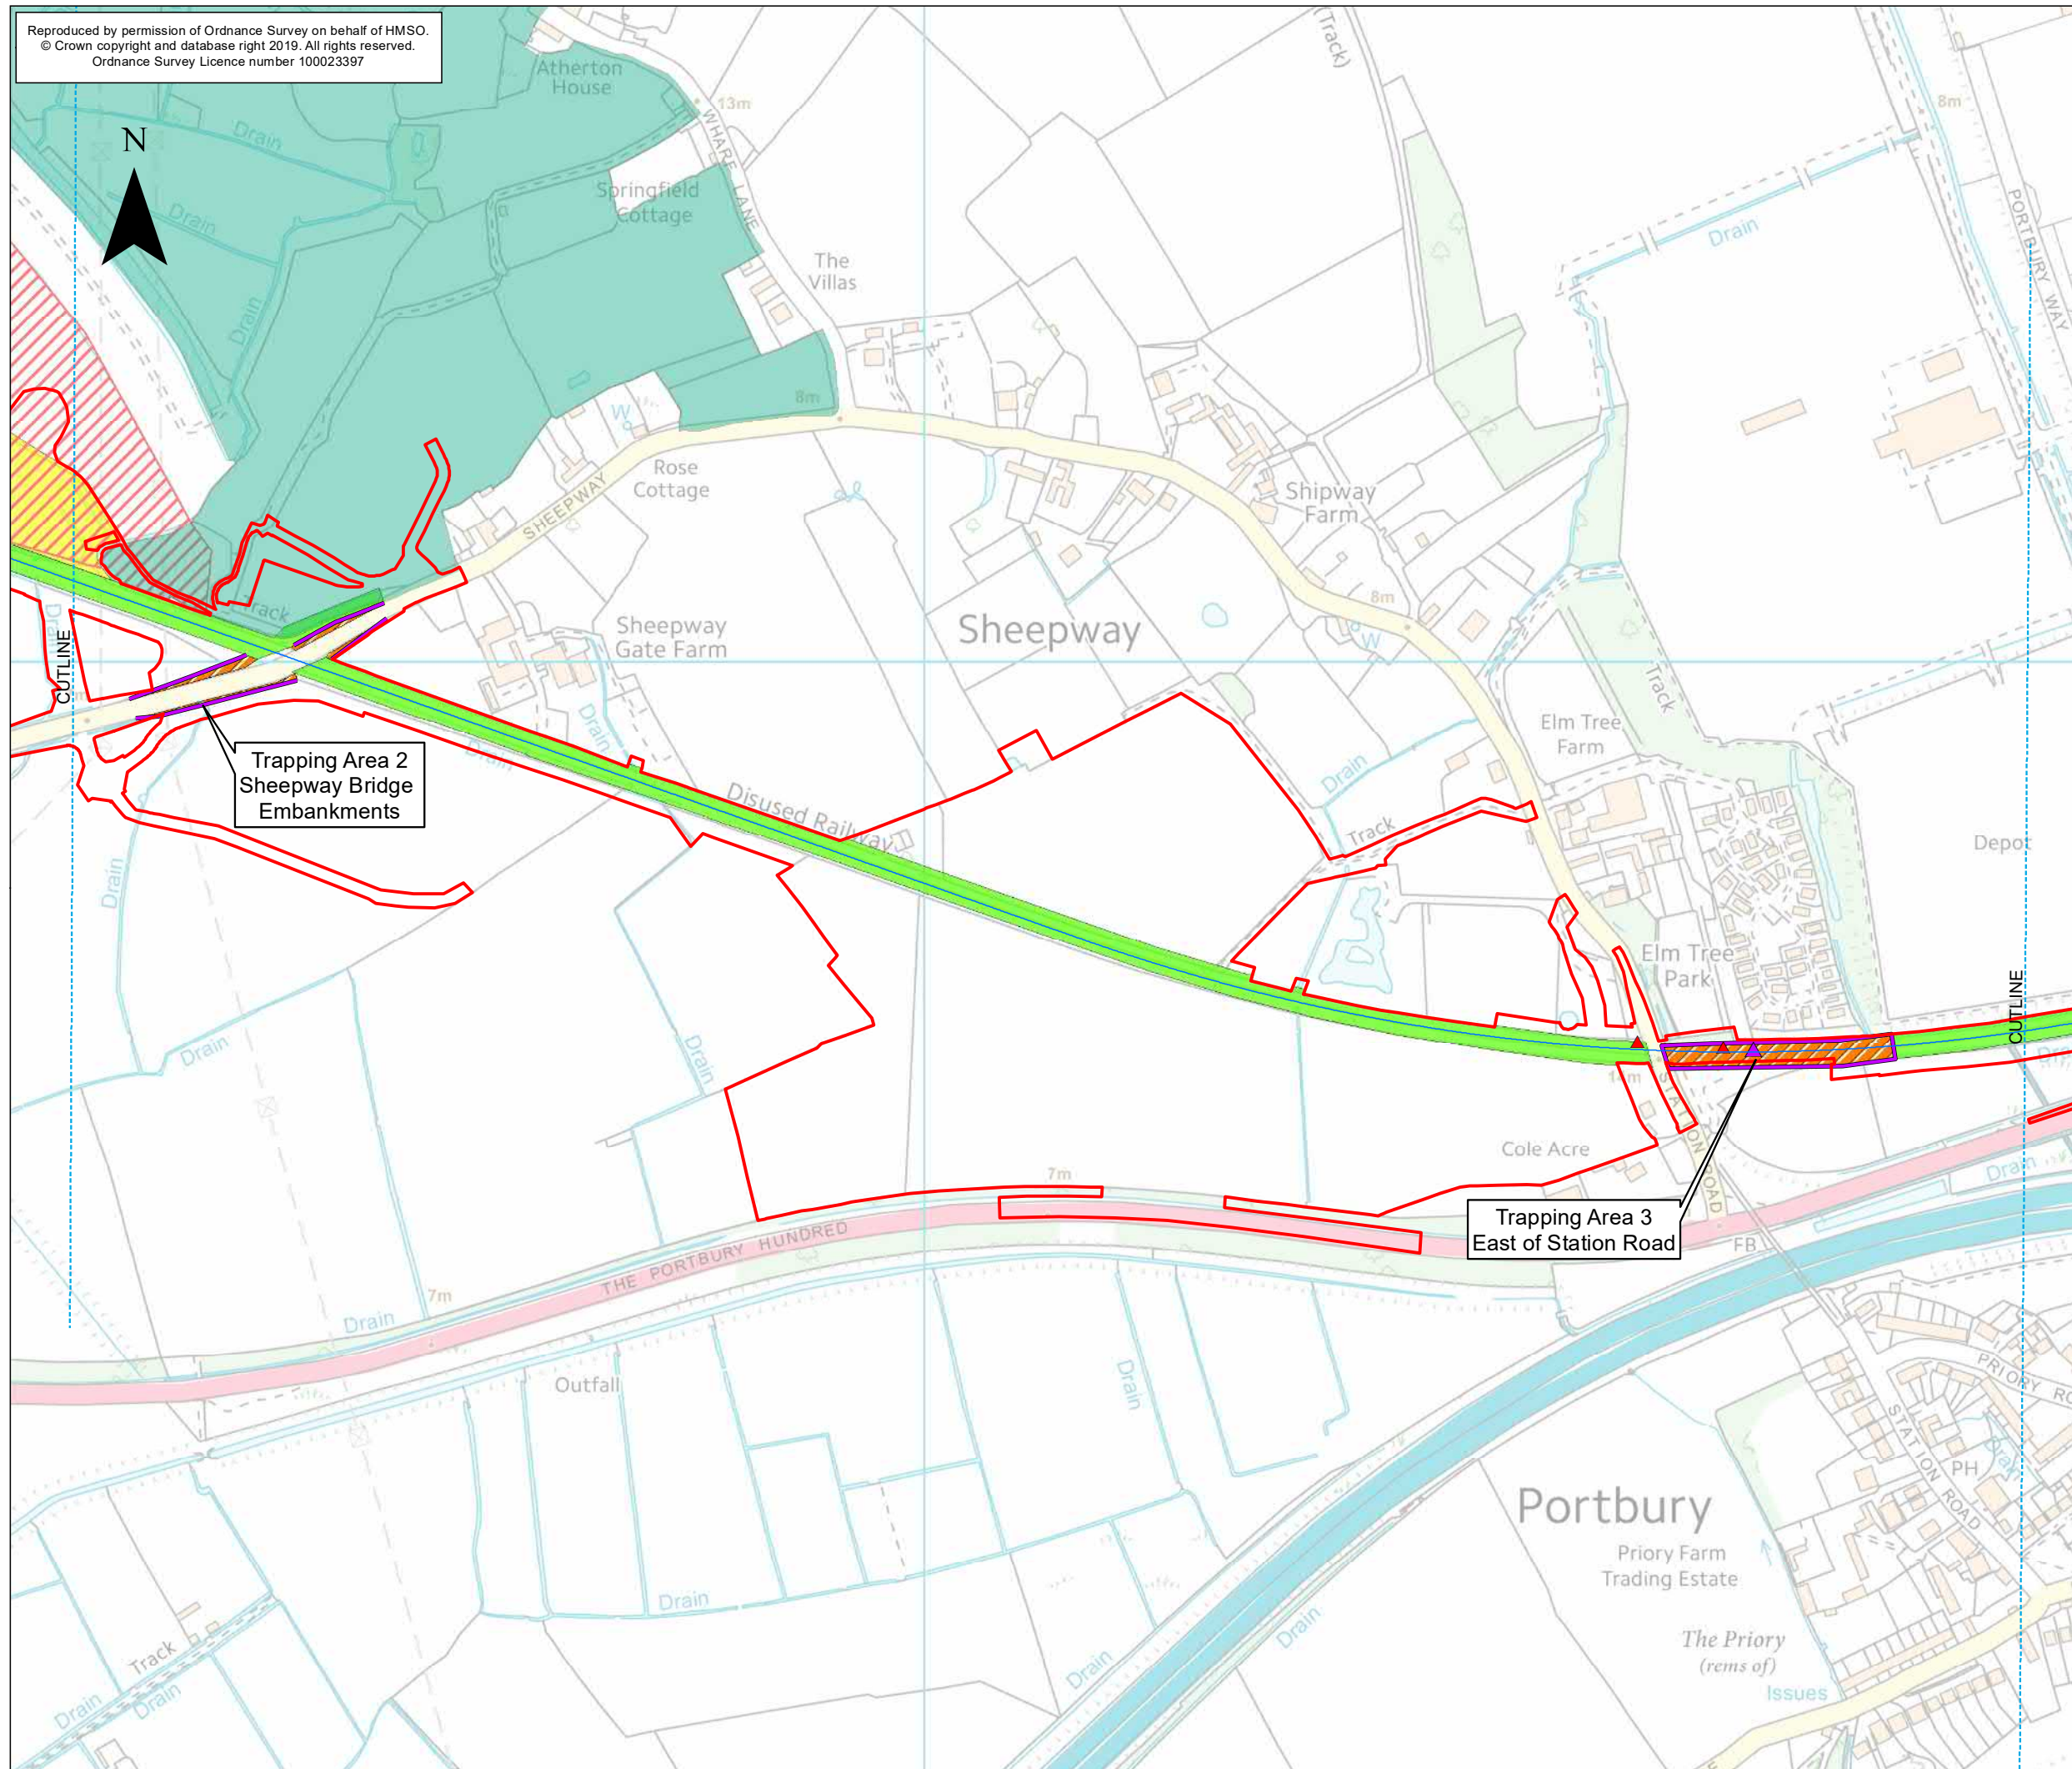 Reproduced by permission of Ordnance Survey on behalf of HMSO.
© Crown copyright and database right 2019. All rights reserved.
Ordnance Survey Licence number 100023397
N
Atherton
House
13m
WHARF LANE
(Track)
8m
PORTBURY WAY
Drain
Drain
Drain
Drain
Springfield
Cottage
The
Villas
8m
W
Rose
Cottage
SHEEPWAY
Shipway
Farm
8m
W
Sheepway
Sheepway
Gate Farm
Track
Drain
CUTLINE
Drain
Drain
Trapping Area 2
Sheepway Bridge
Embankments
Disused Railway
Drain
Track
Track
Elm Tree
Farm
Depot
Elm Tree
Park
CUTLINE
Drain
Drain
Drain
14m
STATION ROAD
Cole Acre
7m
Drain
Trapping Area 3
East of Station Road
FB
THE PORTBURY HUNDRED
7m
Drain
Outfall
Drain
PRIORY RO
STATION ROAD
Drain
PH
Portbury
Priory Farm
Trading Estate
The Priory
(rems of)
Issues
Drain
Drain
Drain
Track
Drain
Drain